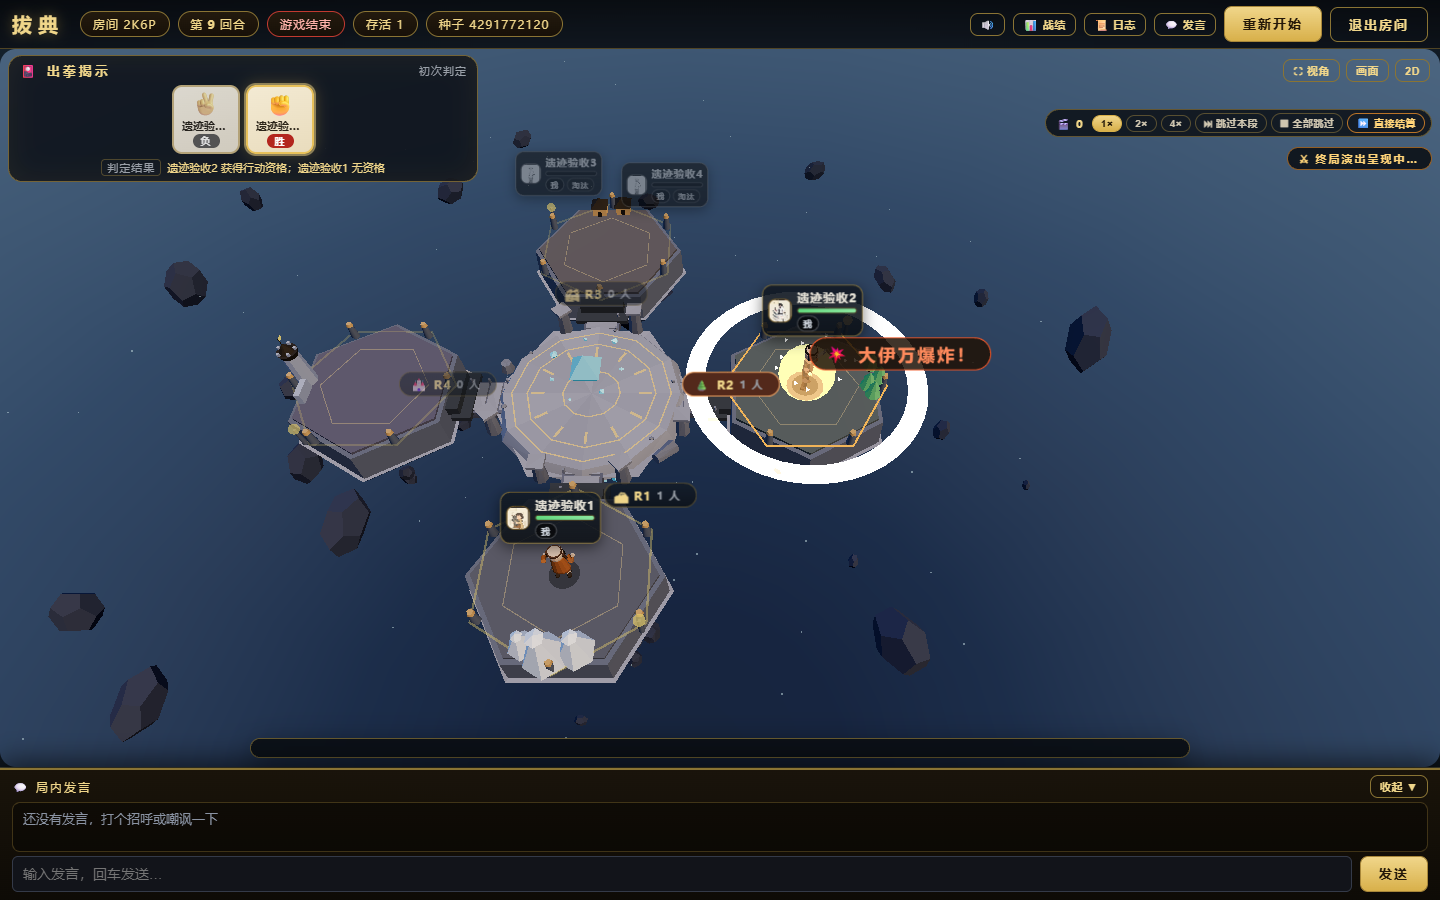 拔典
房间 2K6P
第 9 回合
游戏结束
存活 1
种子 4291772120
战绩
日志
发言
重新开始
退出房间
出拳揭示
初次判定
遗迹验...
负
遗迹验...
胜
判定结果
遗迹验收2 获得行动资格；遗迹验收1 无资格
视角
画面
2D
0
1×
2×
4×
跳过本段
全部跳过
直接结算
终局演出呈现中...
遗迹验收3
我
淘汰
遗迹验收4
我
淘汰
R3 0 人
遗迹验收2
我
大伊万爆炸！
R4 0 人
R2 1 人
R1 1 人
遗迹验收1
我
局内发言
收起 ▼
还没有发言，打个招呼或嘲讽一下
输入发言，回车发送...
发送